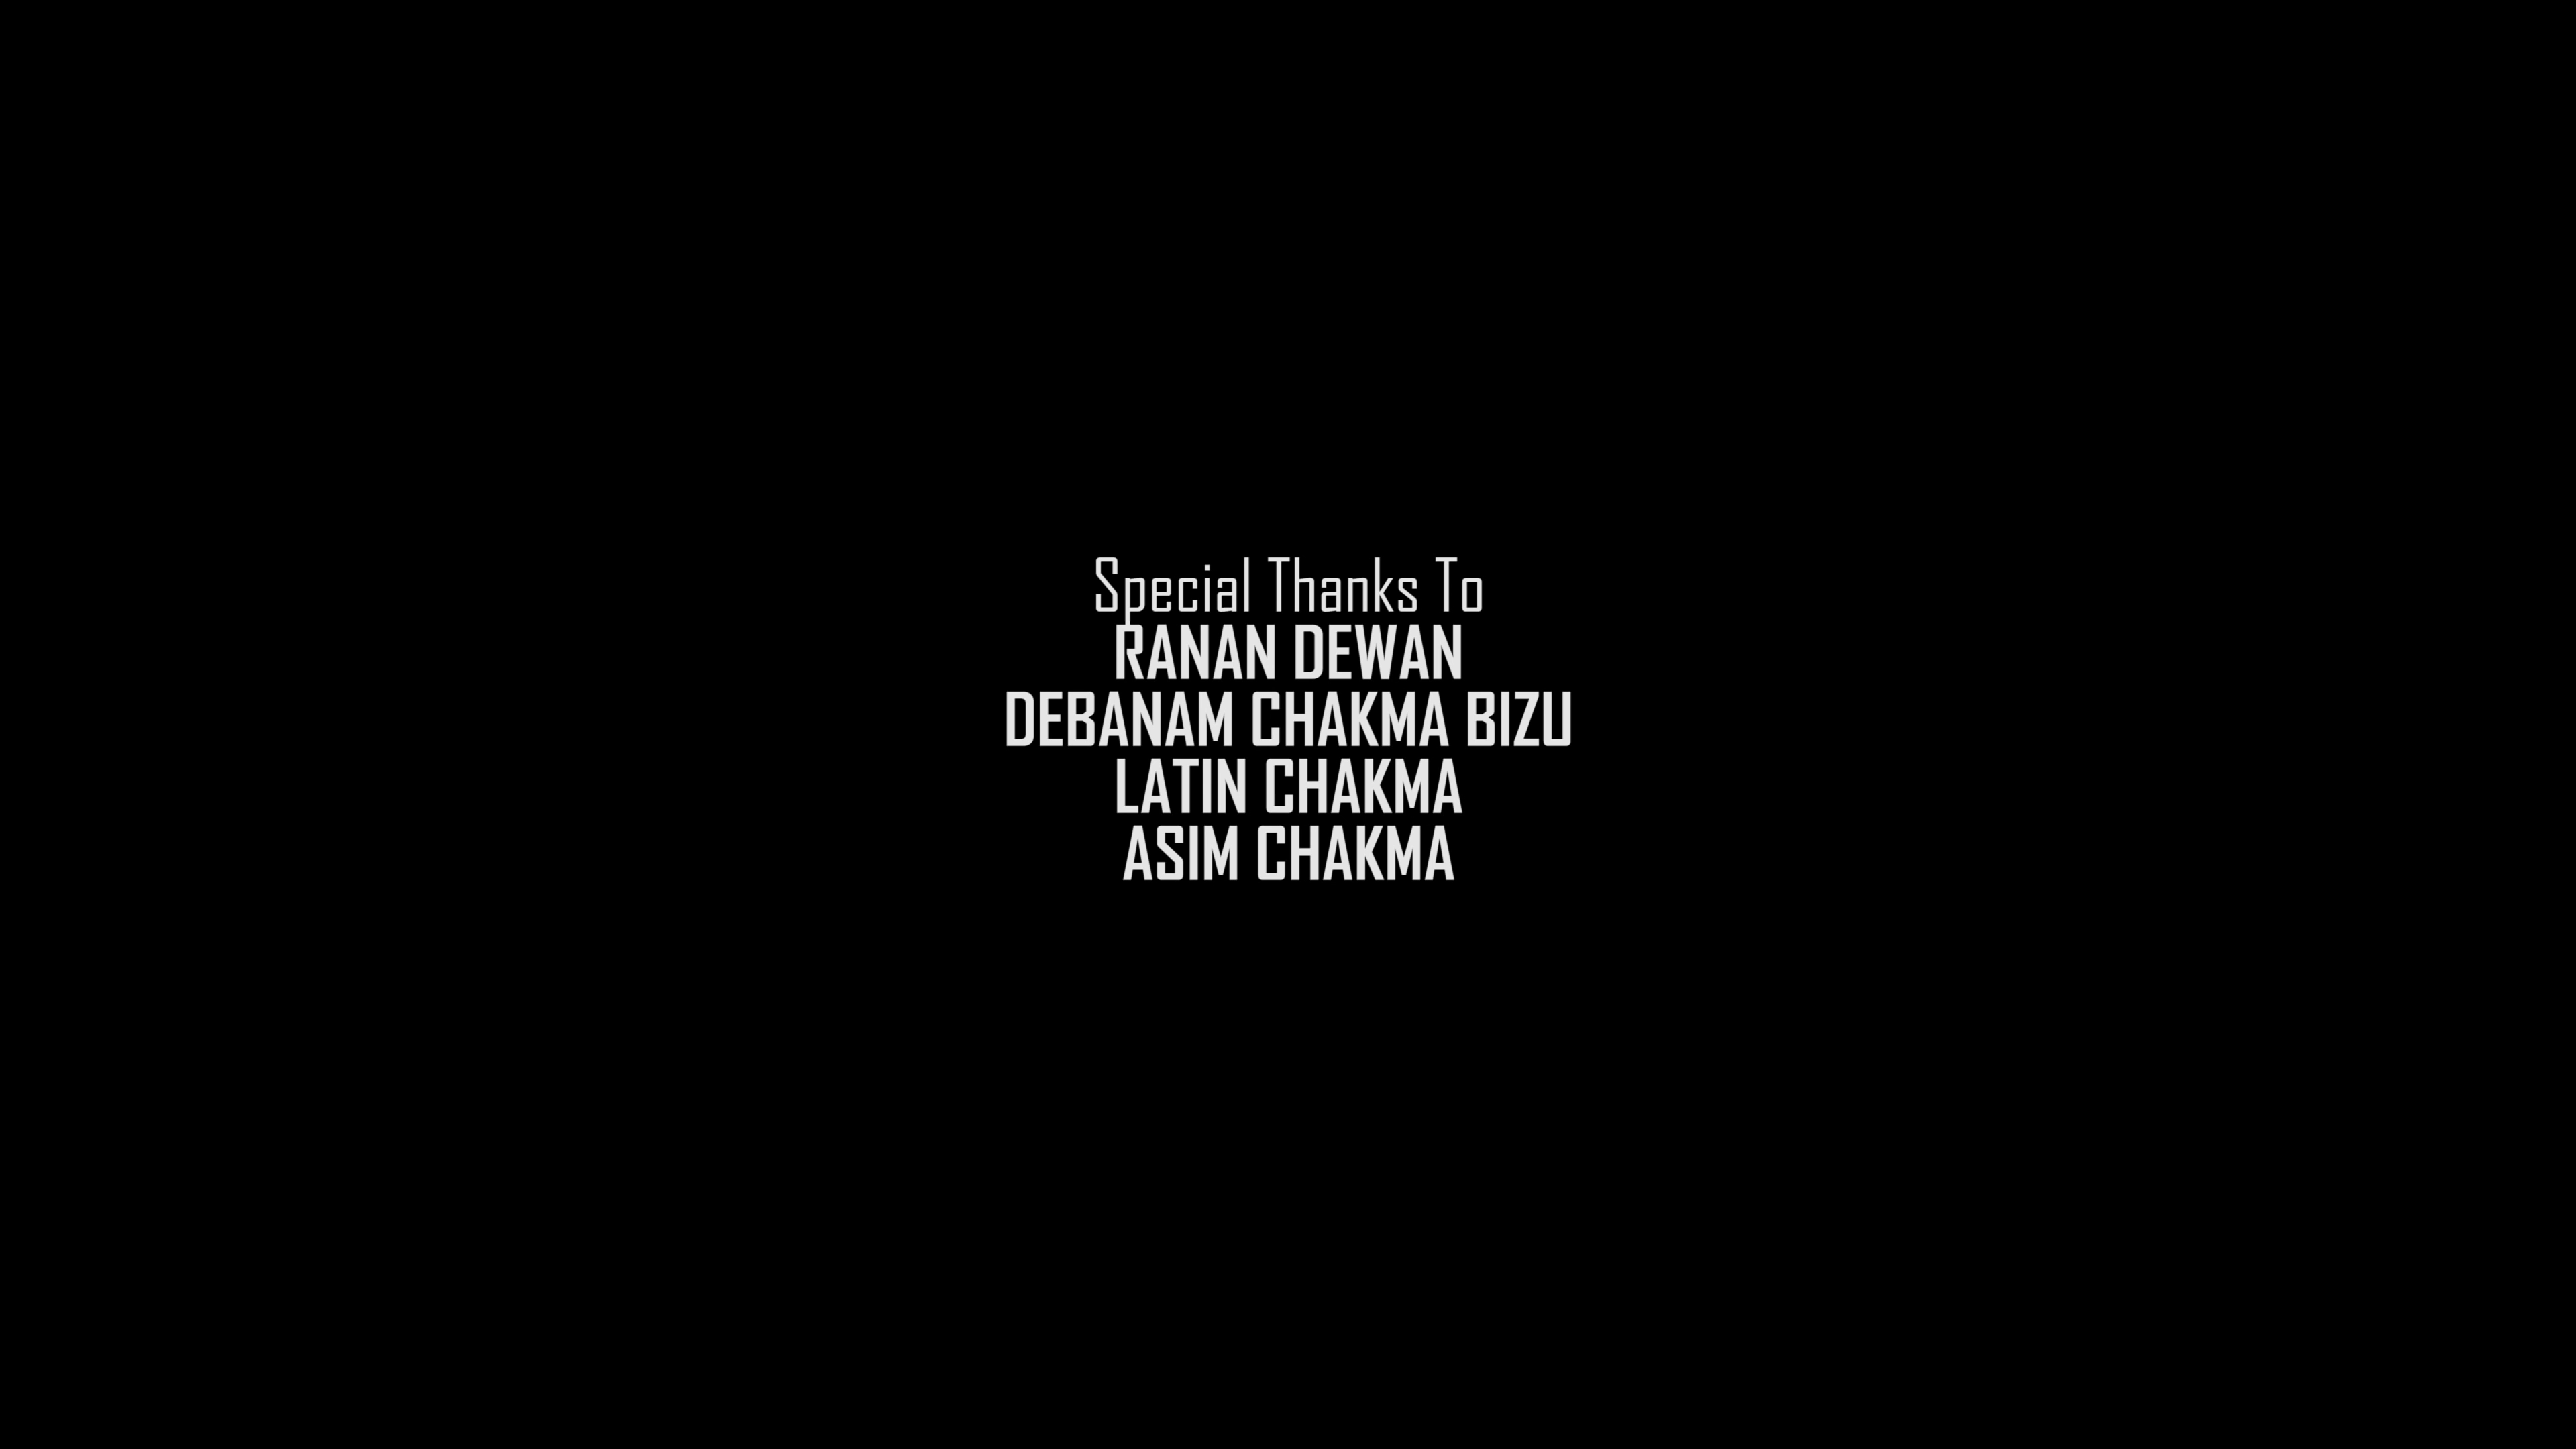 Special Thanks To
RANAN DEWAN
DEBANAM CHAKMA BIZU
LATIN CHAKMA
ASIM CHAKMA